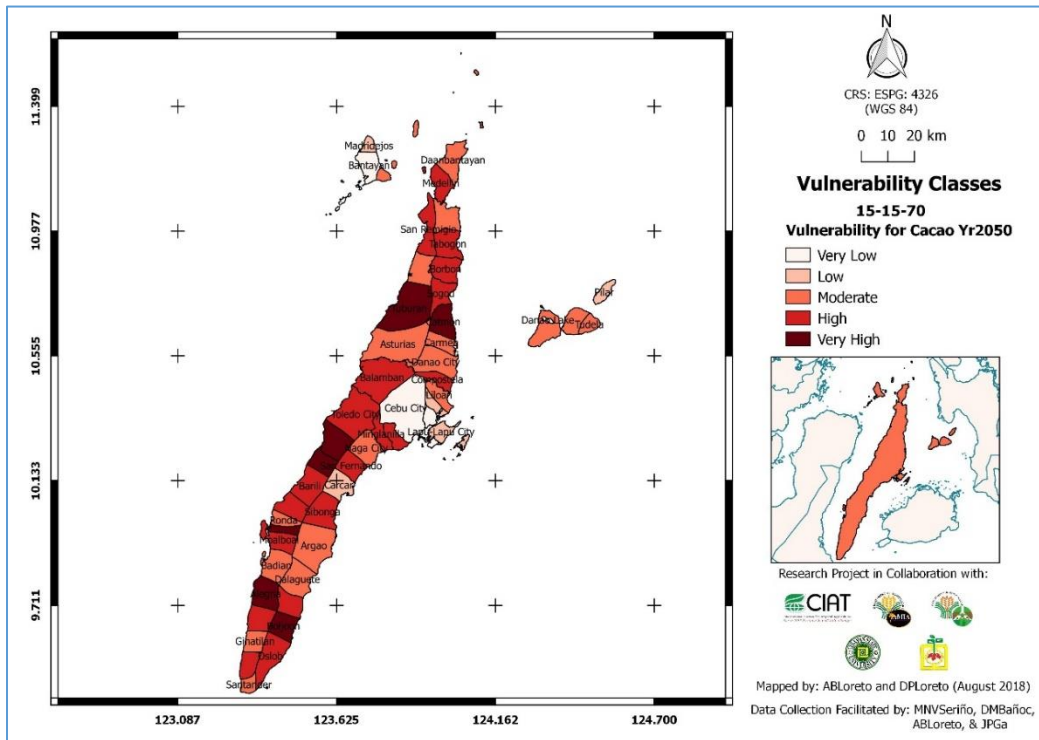 N
CRS: ESPG: 4326
(WGS 84)
0 10 20 km
Vulnerability Classes
15-15-70
Vulnerability for Cacao Yr2050
Very Low
Low
Moderate
High
Very High
Research Project in Collaboration with:
CIAT
Mapped by: ABLoreto and DPLoreto (August 2018)
Data Collection Facilitated by: MNVSeriño, DMBañoc,
ABLoreto, & JPGa
11.399
10.977
10.555
10.133
9.711
123.087 123.625 124.162 124.700
Madridejos
Bantayan
Daanbantayan
Medellin
San Remigio
Tabogon
Borbon
Sogod
Pilar
Tudela
Asturias
Carmen
Danao City
Balamban
Compostela
Liloan
Cebu City
Toledo City
Lapu-Lapu City
Minglanilla
Naga City
San Fernando
Barili
Carcar
Sibonga
Ronda
Moalboal
Argao
Badian
Dalaguete
Ginatilan
Oslob
Santander